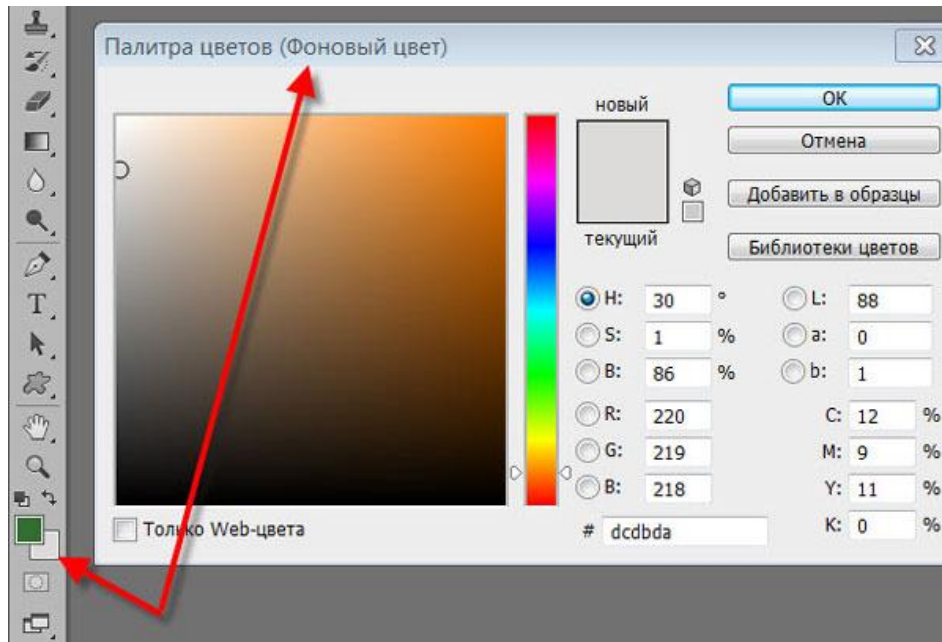 Палитра цветов (Фоновый цвет)
новый
текущий
OK
Отмена
Добавить в образцы
Библиотеки цветов
H: 30 °
S: 1 %
B: 86 %
R: 220
G: 219
B: 218
# dcdbda
L: 88
a: 0
b: 1
C: 12 %
M: 9 %
Y: 11 %
K: 0 %
Только Web-цвета
T